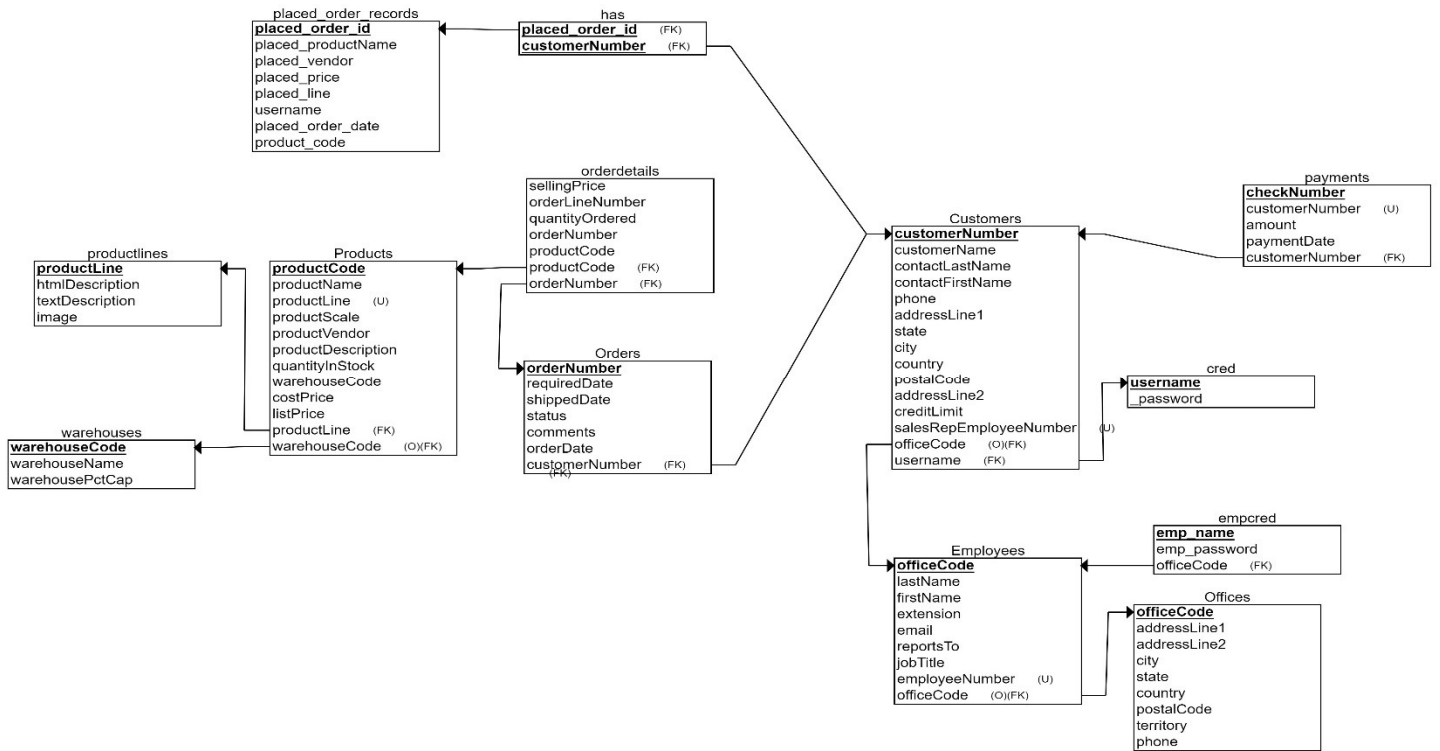 placed_order_records
placed_order_id
placed_productName
placed_vendor
placed_price
placed_line
username
placed_order_date
product_code
has
placed_order_id (FK)
customerNumber (FK)
orderdetails
sellingPrice
orderLineNumber
quantityOrdered
orderNumber
productCode
productCode (FK)
orderNumber (FK)
payments
checkNumber
customerNumber (U)
amount
paymentDate
customerNumber (FK)
productlines
productLine
htmlDescription
textDescription
image
Products
productCode
productName
productLine (U)
productScale
productVendor
productDescription
quantityInStock
warehouseCode
costPrice
listPrice
productLine (FK)
warehouseCode (O)(FK)
Customers
customerNumber
customerName
contactLastName
contactFirstName
phone
addressLine1
state
city
country
postalCode
addressLine2
creditLimit
salesRepEmployeeNumber (U)
officeCode (O)(FK)
username (FK)
Orders
orderNumber
requiredDate
shippedDate
status
comments
orderDate
customerNumber (FK)
(FK)
cred
username
_password
warehouses
warehouseCode
warehouseName
warehousePctCap
empcred
emp_name
emp_password
officeCode (FK)
Employees
officeCode
lastName
firstName
extension
email
reportsTo
jobTitle
employeeNumber (U)
officeCode (O)(FK)
Offices
officeCode
addressLine1
addressLine2
city
state
country
postalCode
territory
phone